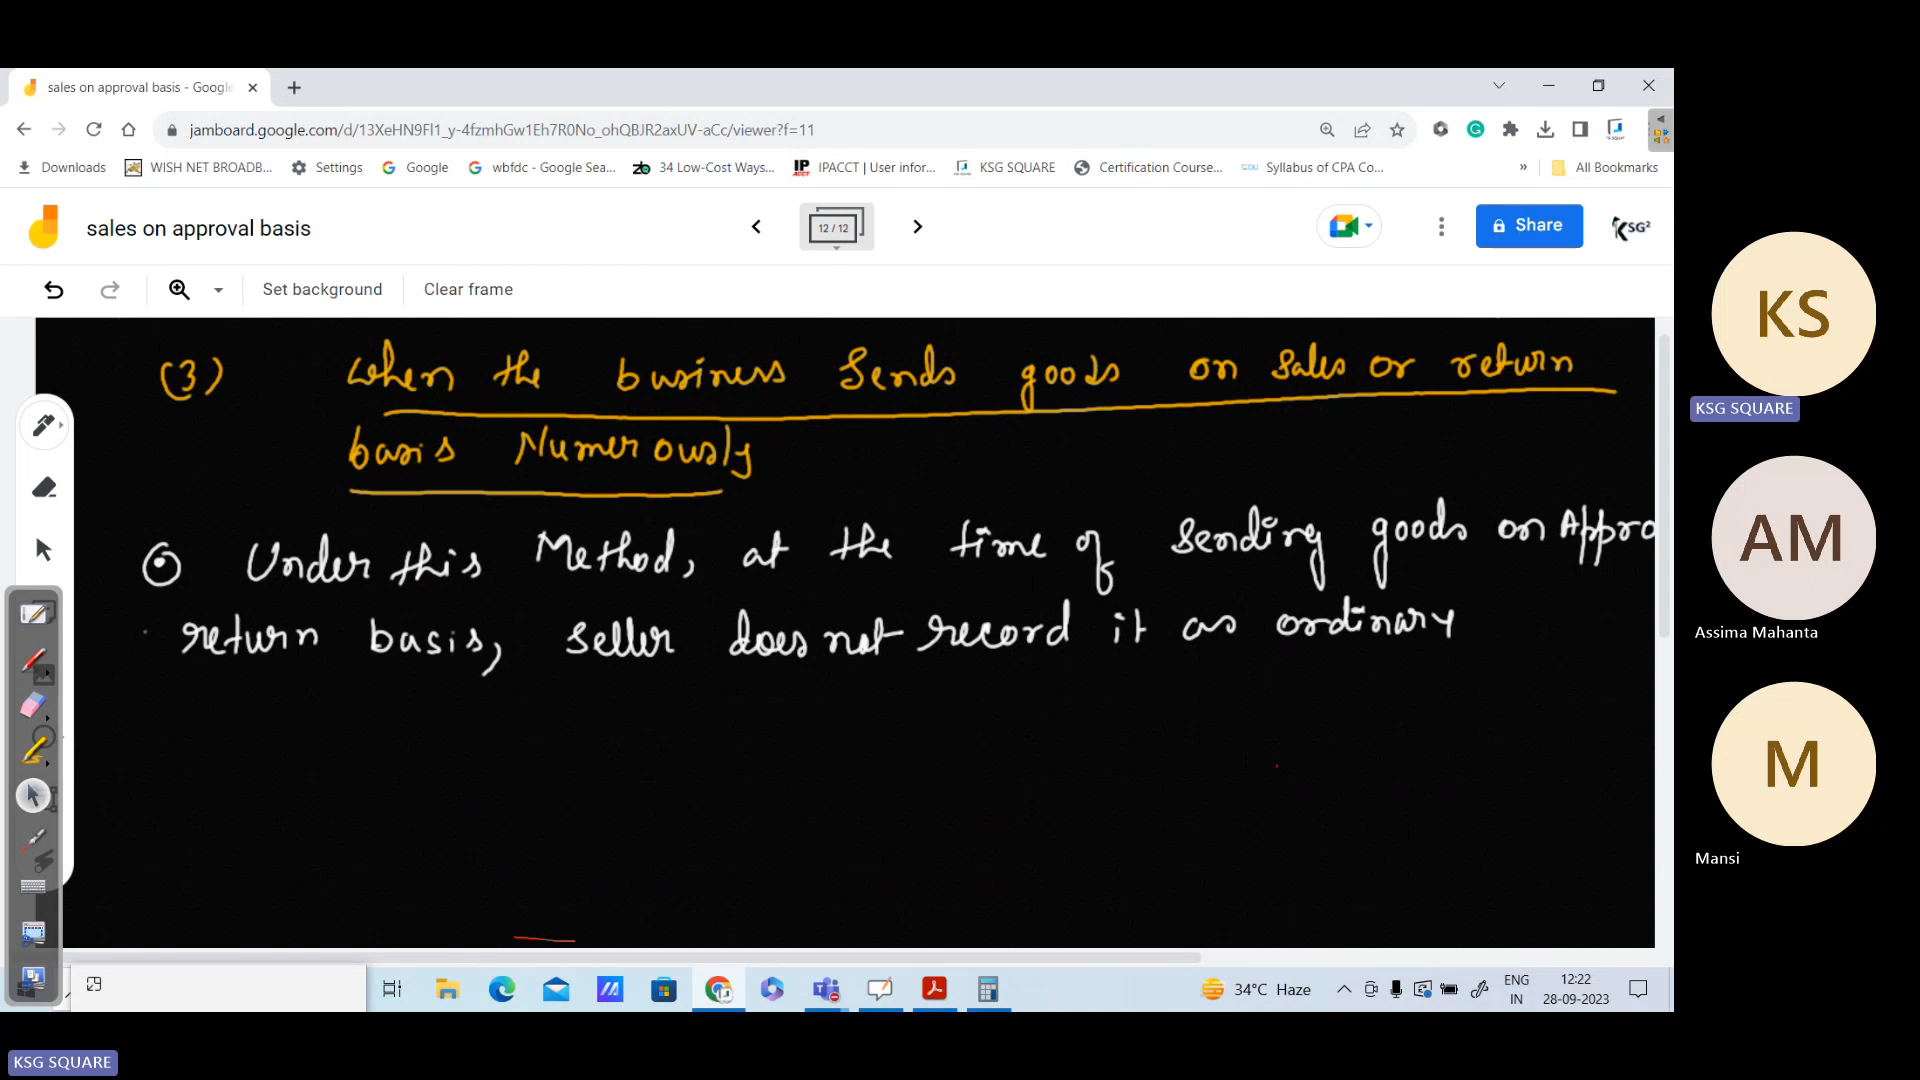 sales on approval basis - Google
jamboard.google.com/d/13XeHN9Fl1_y-4fzmhGw1Eh7R0No_ohQBJR2axUV-aCc/viewer?f=11
Downloads WISH NET BROADB... Settings Google wbfdc - Google Sea... 34 Low-Cost Ways... IPACCT | User infor... KSG SQUARE Certification Course... Syllabus of CPA Co... » All Bookmarks
sales on approval basis
12 / 12
Share
KSG²
Set background Clear frame
(3) When the business Sends goods on Sales or return
basis Numerously
Under this Method, at the time of Sending goods on Appro
return basis, Seller does not record it as ordinary
34°C Haze
ENG
IN
12:22
28-09-2023
KS
KSG SQUARE
AM
Assima Mahanta
M
Mansi
KSG SQUARE